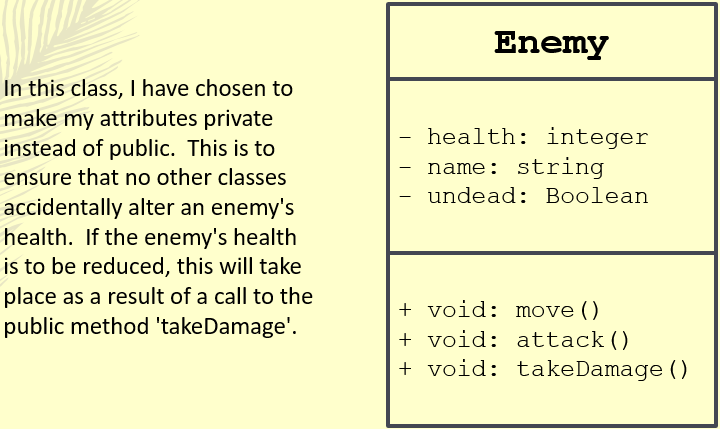 In this class, I have chosen to
make my attributes private
instead of public.  This is to
ensure that no other classes
accidentally alter an enemy's
health.  If the enemy's health
is to be reduced, this will take
place as a result of a call to the
public method 'takeDamage'.
Enemy
- health: integer
- name: string
- undead: Boolean
+ void: move()
+ void: attack()
+ void: takeDamage()